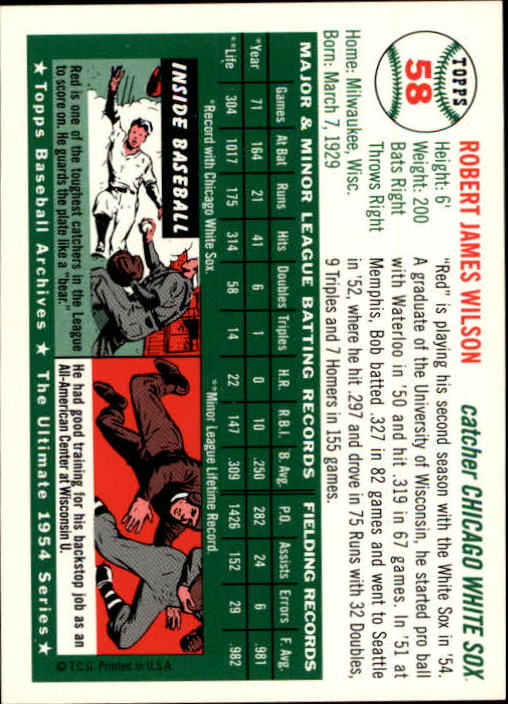 TOPPS
58
ROBERT JAMES WILSON catcher CHICAGO WHITE SOX
Height: 6'
Weight: 200
Bats Right
Throws Right
Home: Milwaukee, Wisc.
Born: March 7, 1929
"Red" is playing his second season with the White Sox in '54.
A graduate of the University of Wisconsin, he started pro ball
with Waterloo in '50 and hit .319 in 67 games. In '51 at
Memphis, Bob batted .327 in 82 games and went to Seattle
in '52, where he hit .297 and drove in 75 Runs with 32 Doubles,
9 Triples and 7 Homers in 155 games.
MAJOR & MINOR LEAGUE BATTING RECORDS FIELDING RECORDS
Games At Bat Runs Hits Doubles Triples H.R. R.B.I. B. Avg. P.O. Assists Errors F. Avg.
*Year 71 164 21 41 6 1 0 10 .250 282 24 6 .981
**Life 304 1017 175 314 58 14 22 147 .309 1426 152 29 .982
*Record with Chicago White Sox. **Minor League Lifetime Record.
INSIDE BASEBALL
Red is one of the toughest catchers in the League
to score on. He guards the plate like a "bear."
He had good training for his backstop job as an
All-American Center at Wisconsin U.
★ Topps Baseball Archives ★ The Ultimate 1954 Series ★
© T.C.G. Printed in U.S.A.